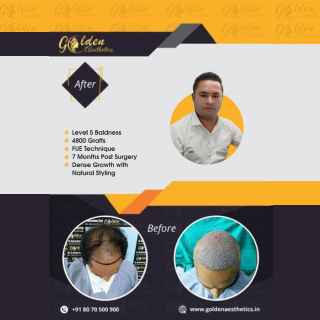 Golden
Aesthetics
After
Level 5 Baldness
4800 Grafts
FUE Technique
7 Months Post Surgery
Dense Growth with
Natural Styling
Before
+91 80 70 500 900
www.goldenaesthetics.in